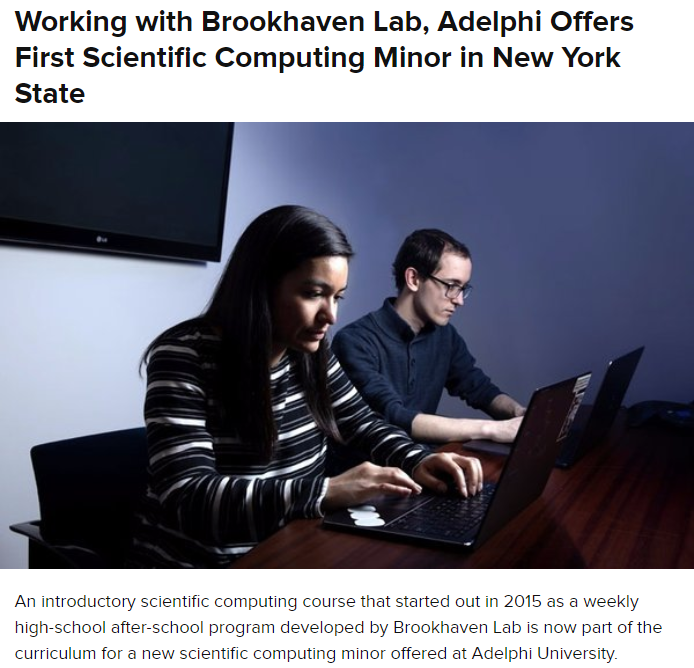 Working with Brookhaven Lab, Adelphi Offers
First Scientific Computing Minor in New York
State
LG
An introductory scientific computing course that started out in 2015 as a weekly
high-school after-school program developed by Brookhaven Lab is now part of the
curriculum for a new scientific computing minor offered at Adelphi University.